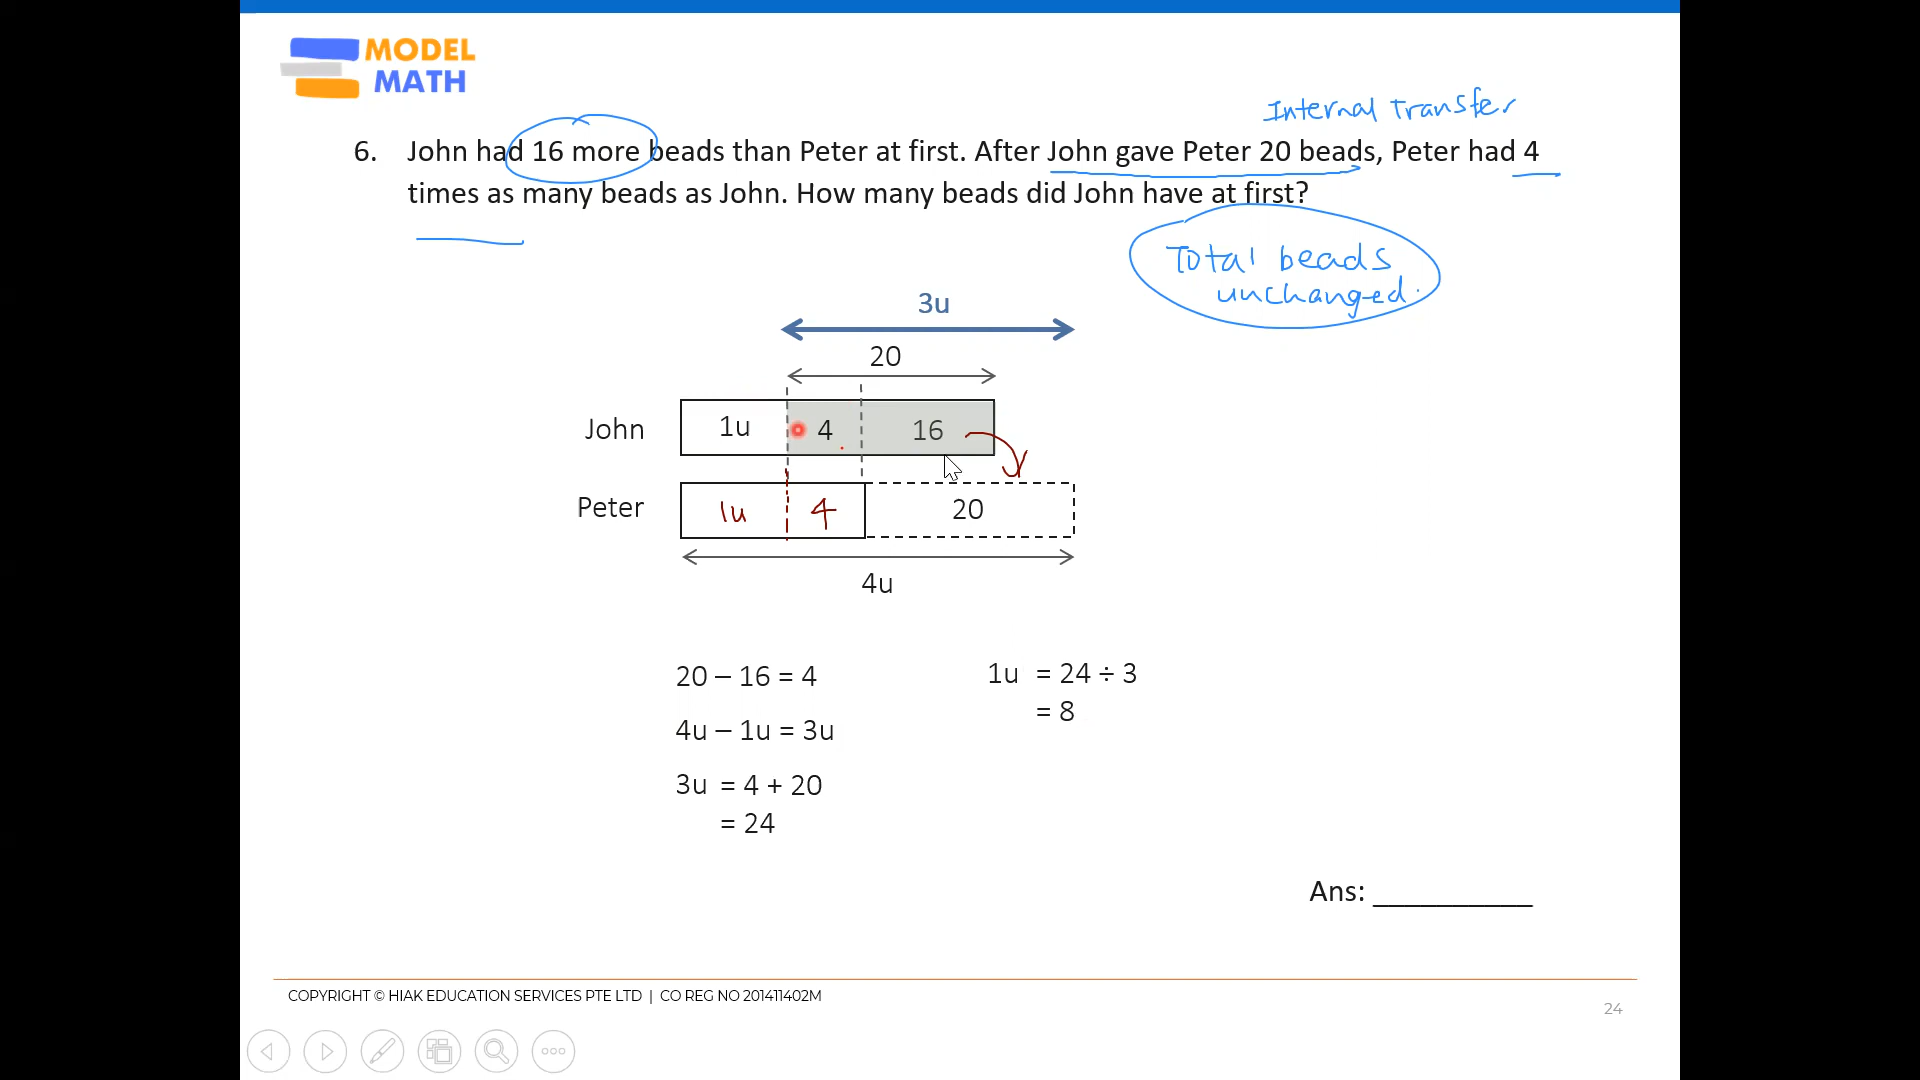 MODEL
MATH
Internal Transfer
6. John had 16 more beads than Peter at first. After John gave Peter 20 beads, Peter had 4
times as many beads as John. How many beads did John have at first?
Total beads
unchanged.
3u
20
John 1u 4 16
Peter 1u 4 20
4u
20 – 16 = 4
4u – 1u = 3u
3u = 4 + 20
= 24
1u = 24 ÷ 3
= 8
Ans: __________
COPYRIGHT © HIAK EDUCATION SERVICES PTE LTD | CO REG NO 201411402M
24